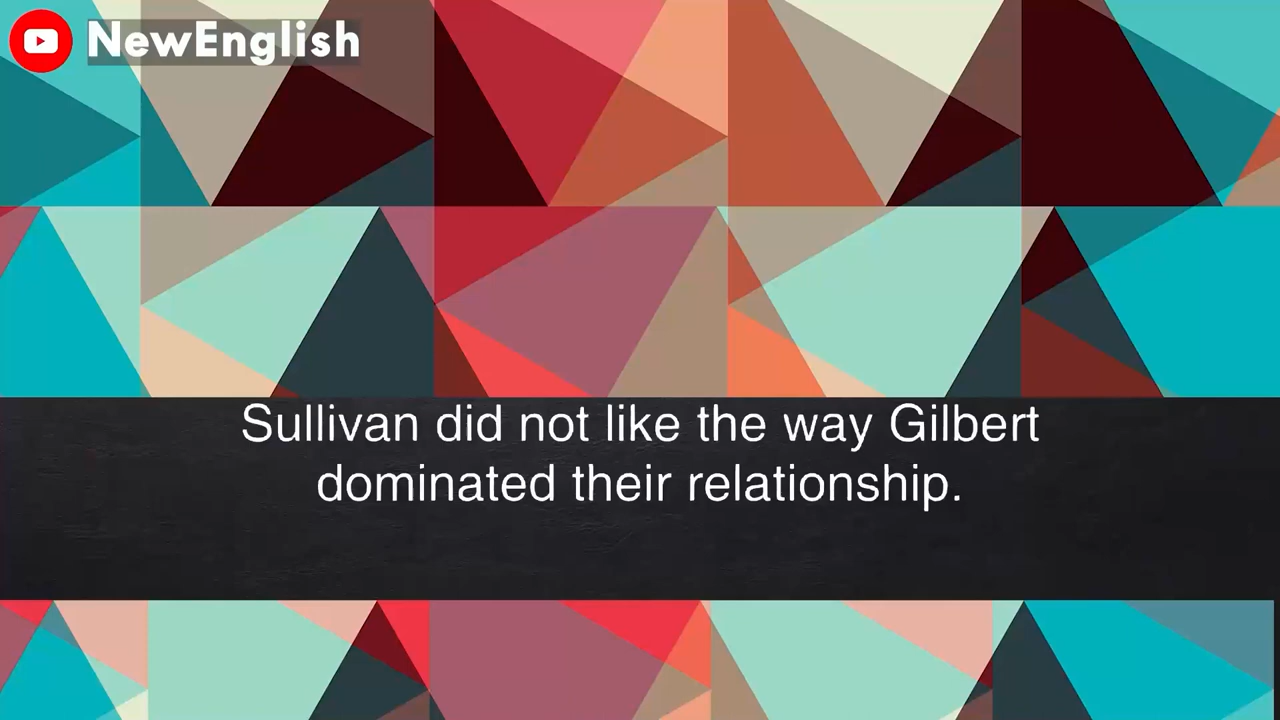 NewEnglish
Sullivan did not like the way Gilbert
dominated their relationship.